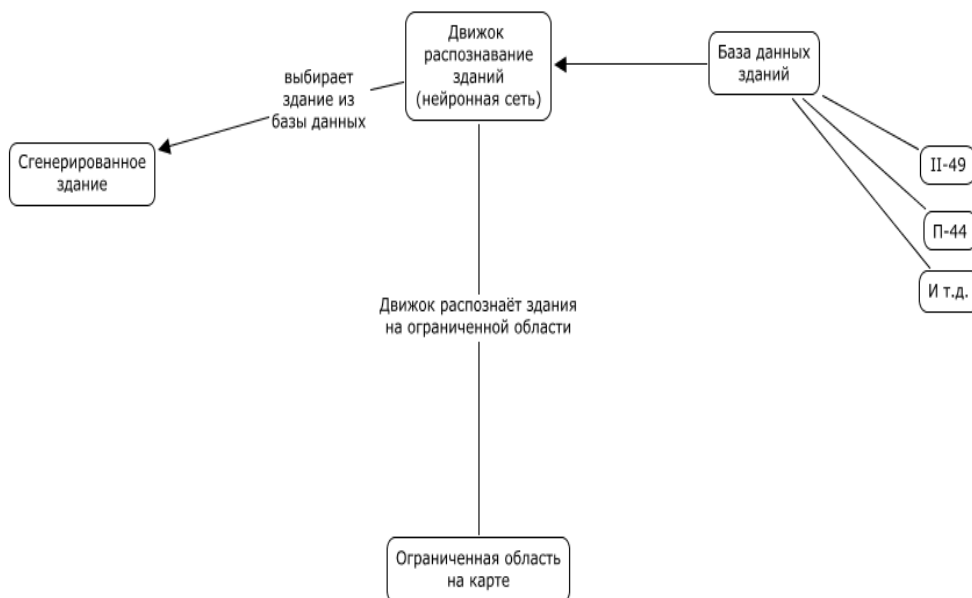 Движок
распознавание
зданий
(нейронная сеть)
База данных
зданий
выбирает
здание из
базы данных
Сгенерированное
здание
II-49
П-44
И т.д.
Движок распознаёт здания
на ограниченной области
Ограниченная область
на карте